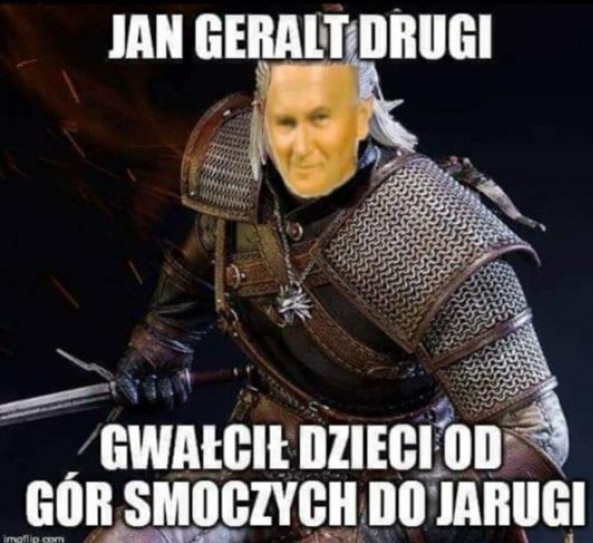 JAN GERALT DRUGI
GWAŁCIŁ DZIECI OD
GÓR SMOCZYCH DO JARUGI
imgflip.com